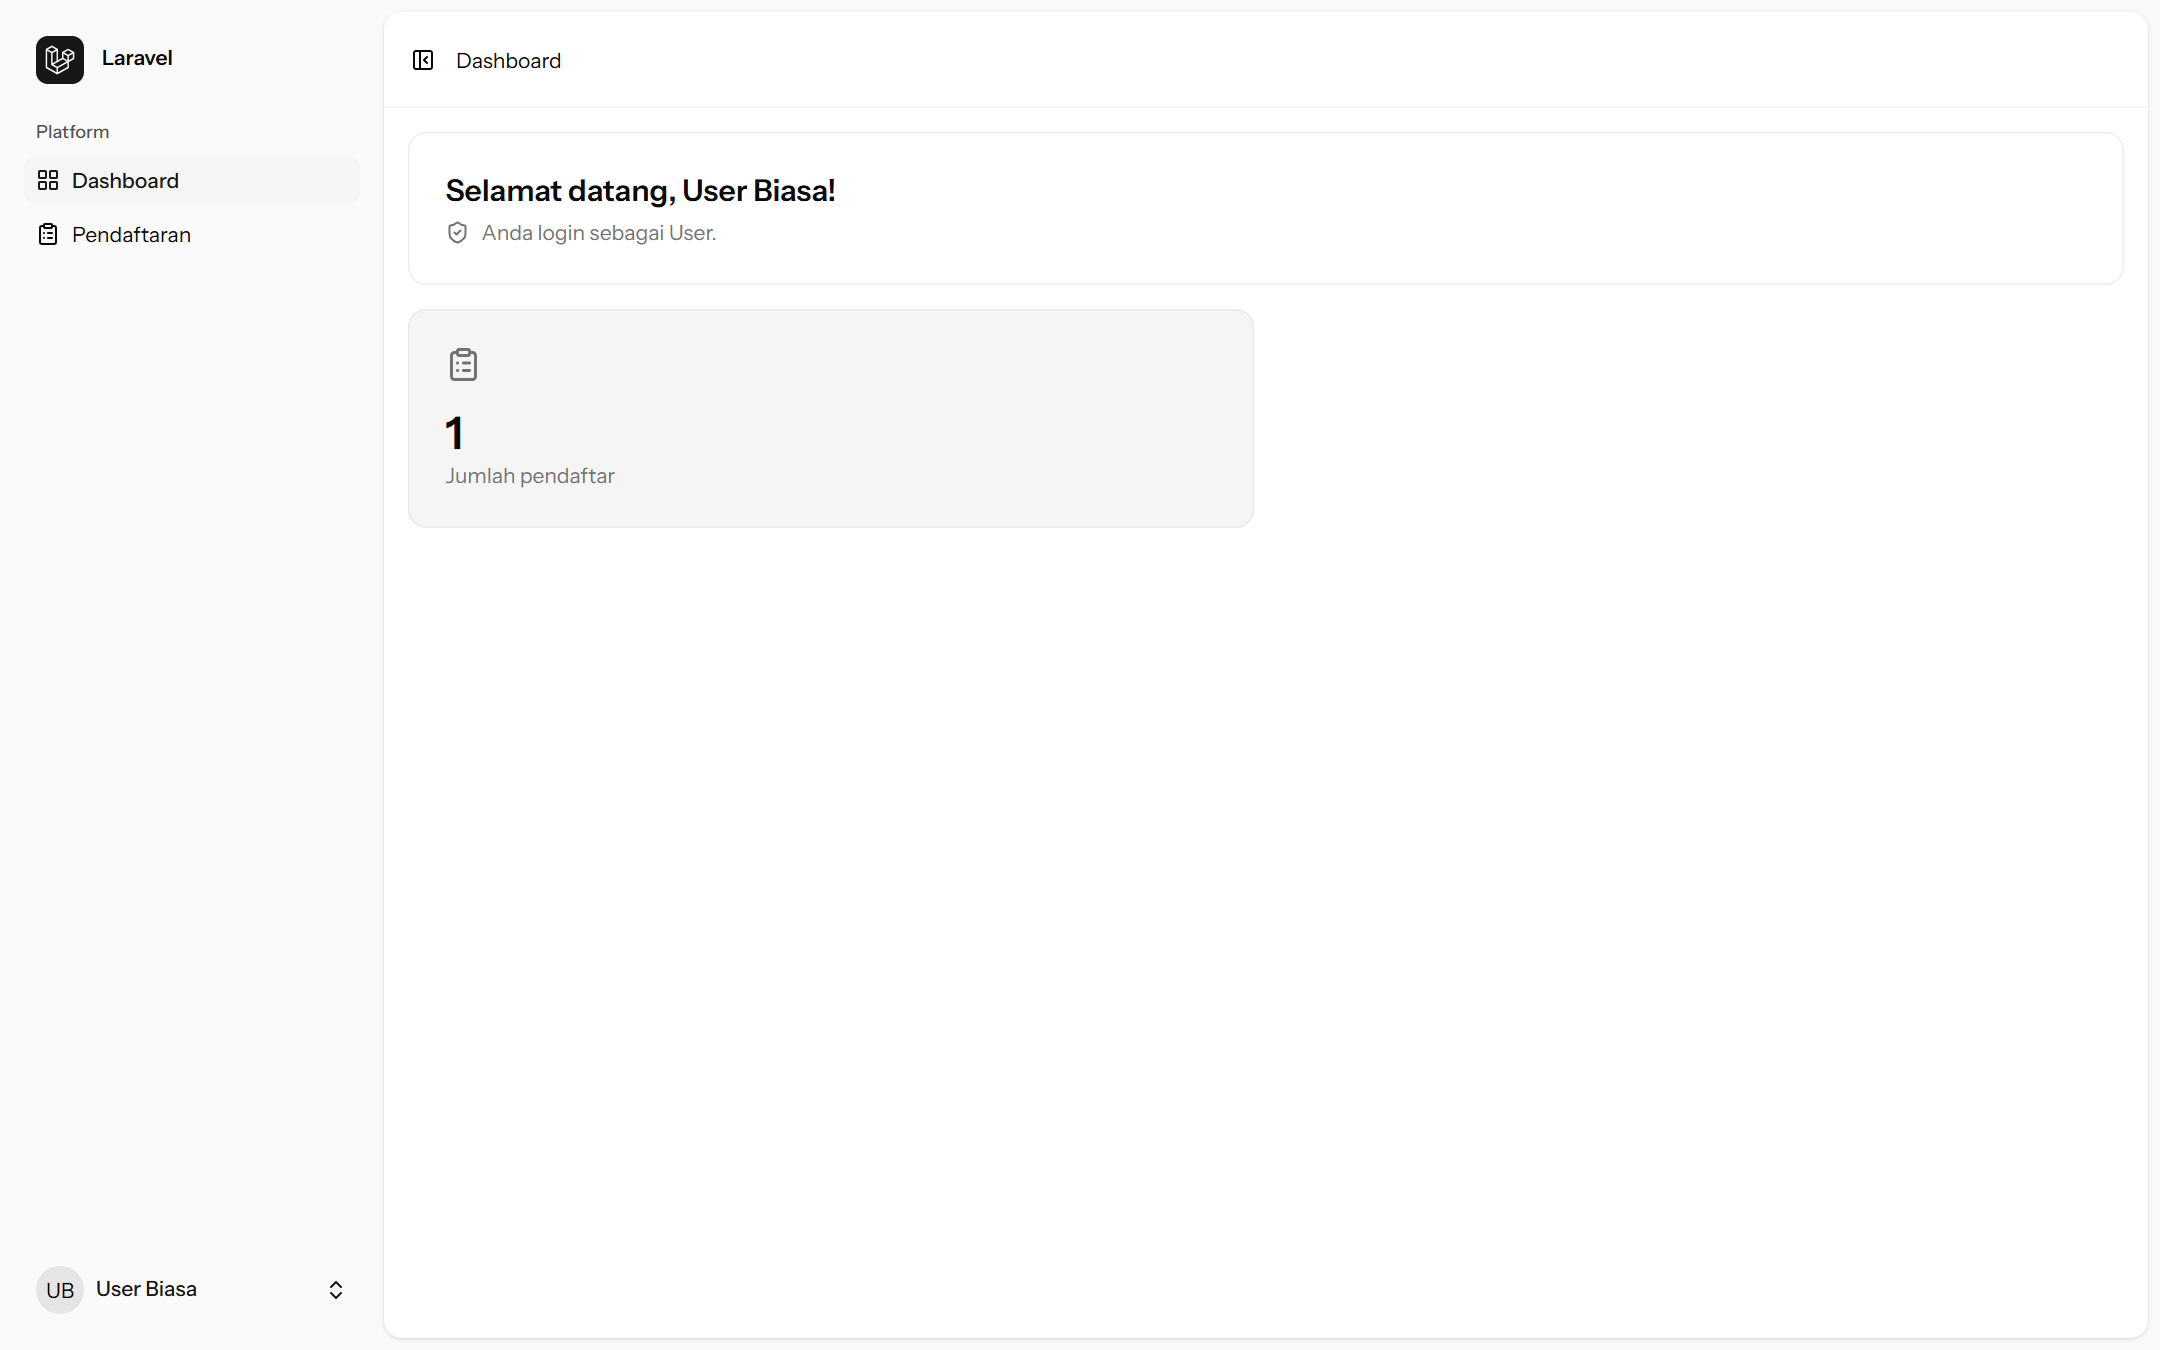 Laravel
Platform
Dashboard
Pendaftaran
UB
User Biasa
Dashboard
Selamat datang, User Biasa!
Anda login sebagai User.
1
Jumlah pendaftar